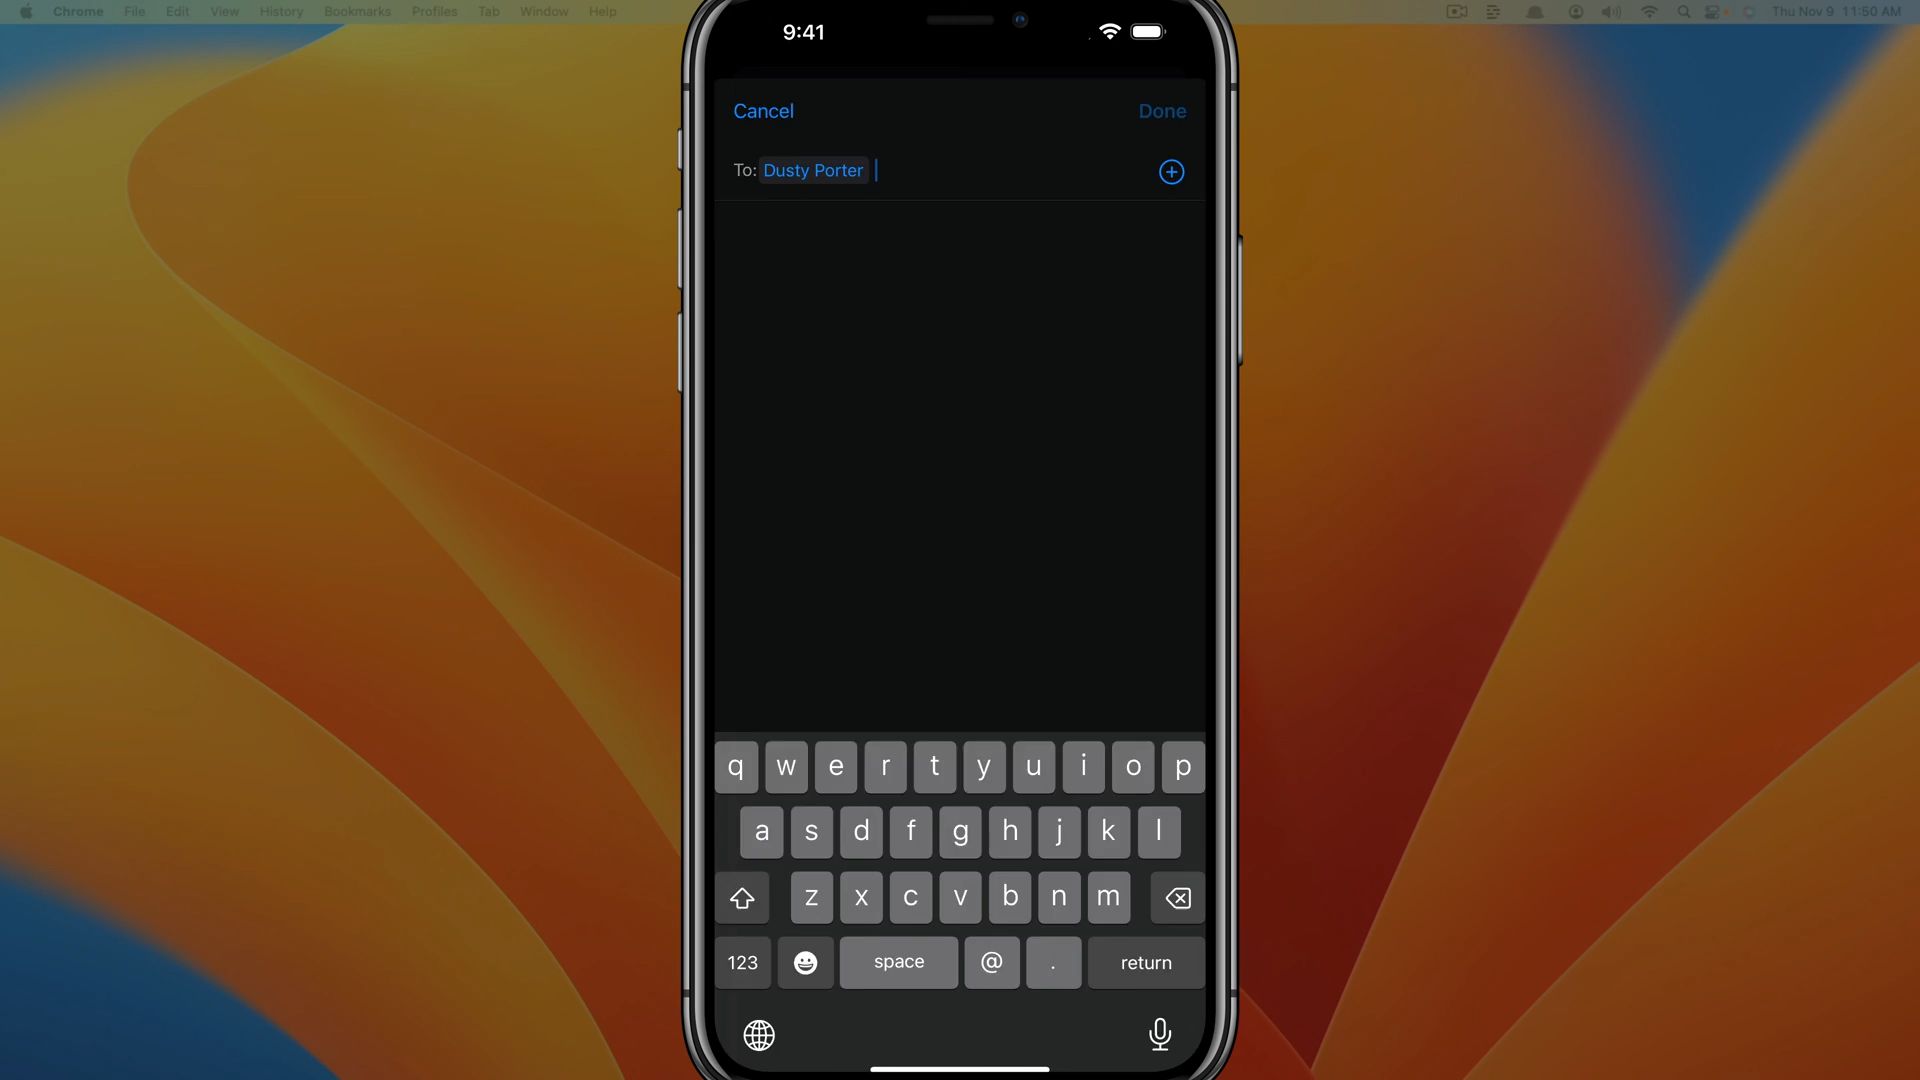 Chrome File Edit View History Bookmarks Profiles Tab Window Help
Thu Nov 9 11:50 AM
9:41
Cancel Done
To: Dusty Porter
q w e r t y u i o p
a s d f g h j k l
z x c v b n m
123 space @ . return